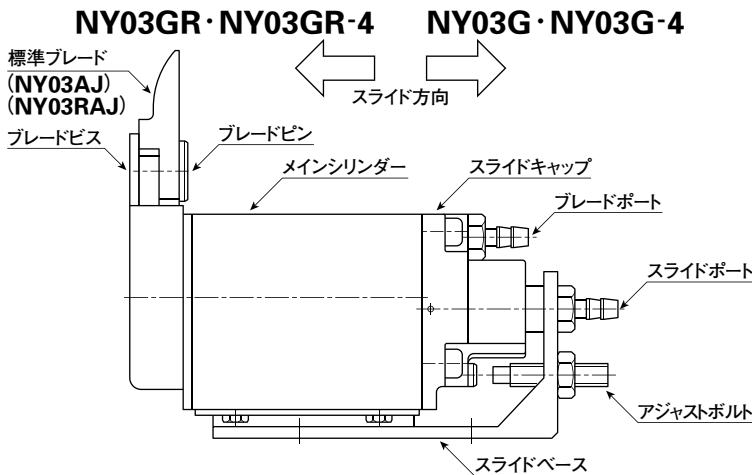 NY03GR・NY03GR-4
NY03G・NY03G-4
スライド方向
標準ブレード
(NY03AJ)
(NY03RAJ)
ブレードビス
ブレードピン
メインシリンダー
スライドキャップ
ブレードポート
スライドポート
アジャストボルト
スライドベース